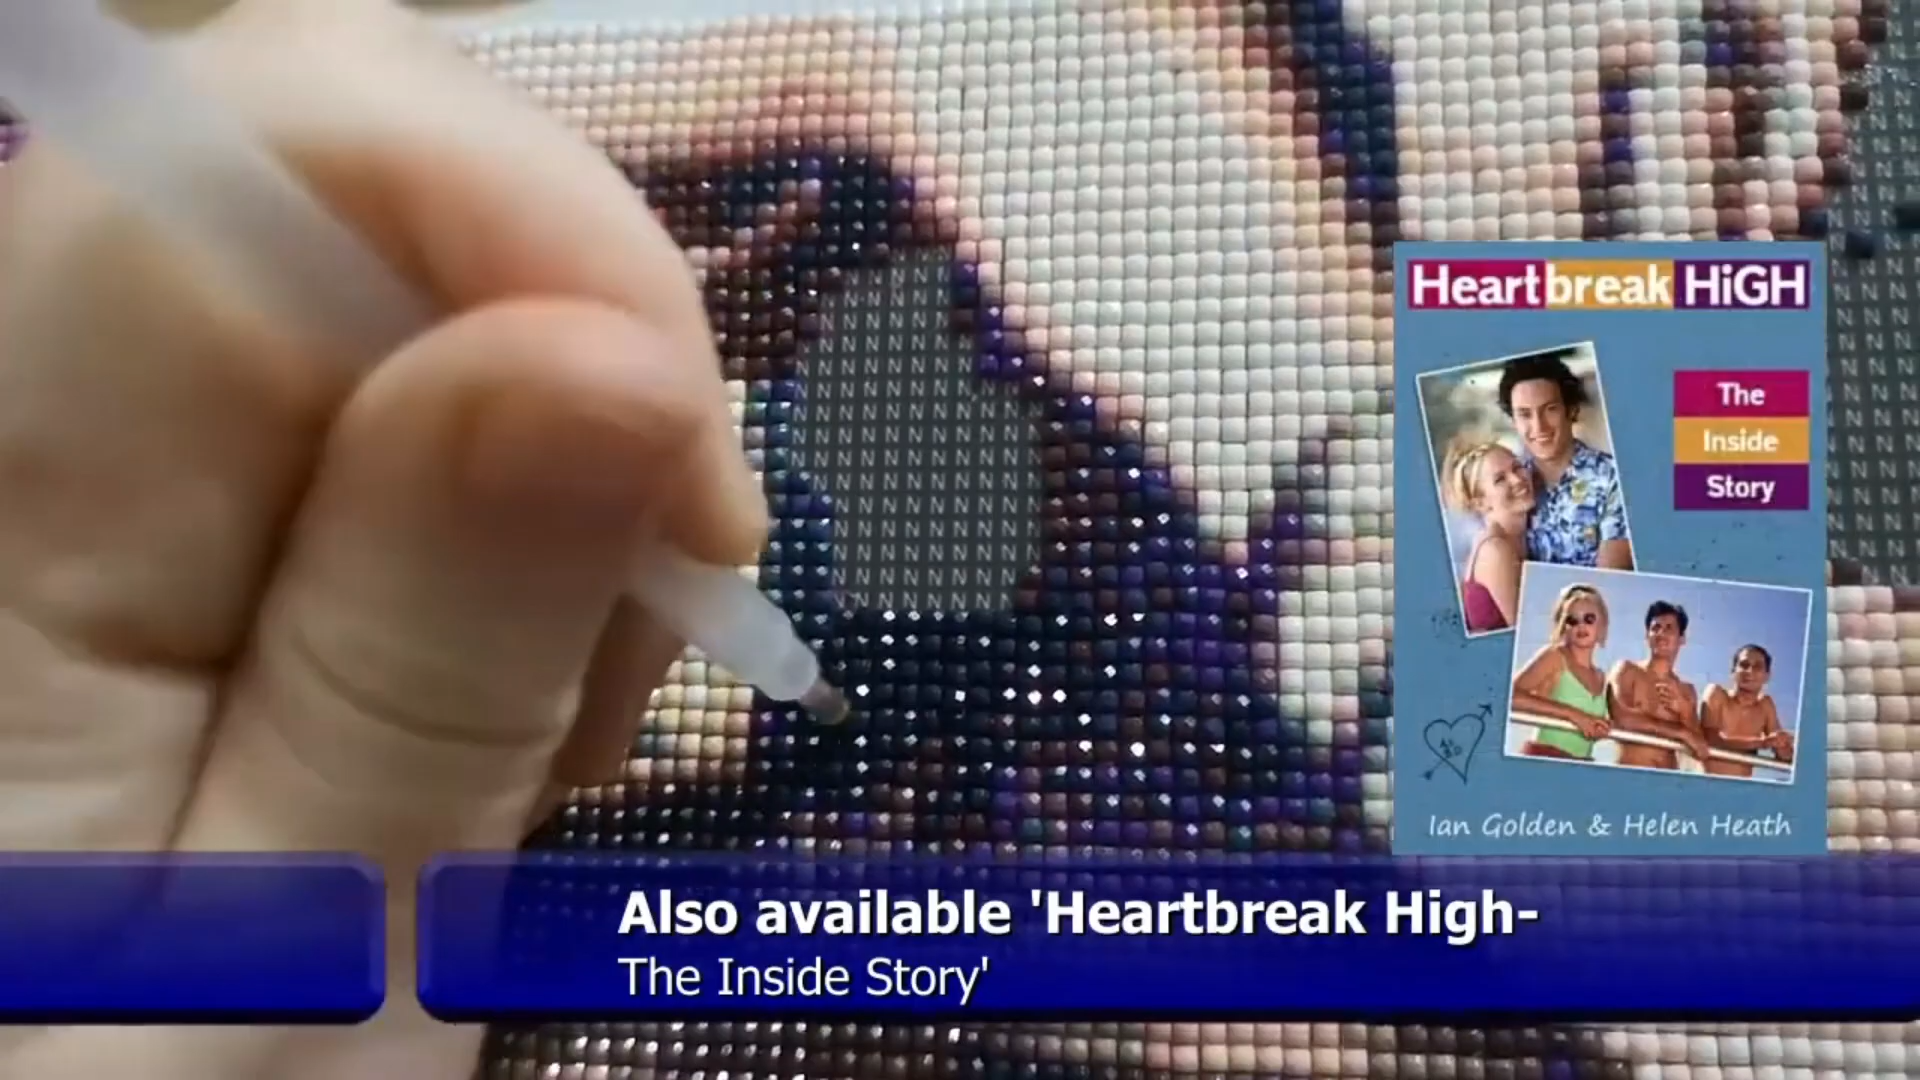 Heartbreak HiGH
The
Inside
Story
Ian Golden & Helen Heath
Also available 'Heartbreak High-
The Inside Story'